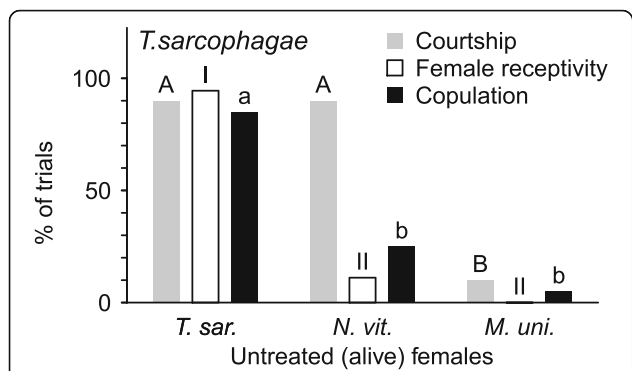 T.sarcophagae
Courtship
Female receptivity
Copulation
% of trials
100
50
0
A I a
A II b
B II b
T. sar. N. vit. M. uni.
Untreated (alive) females